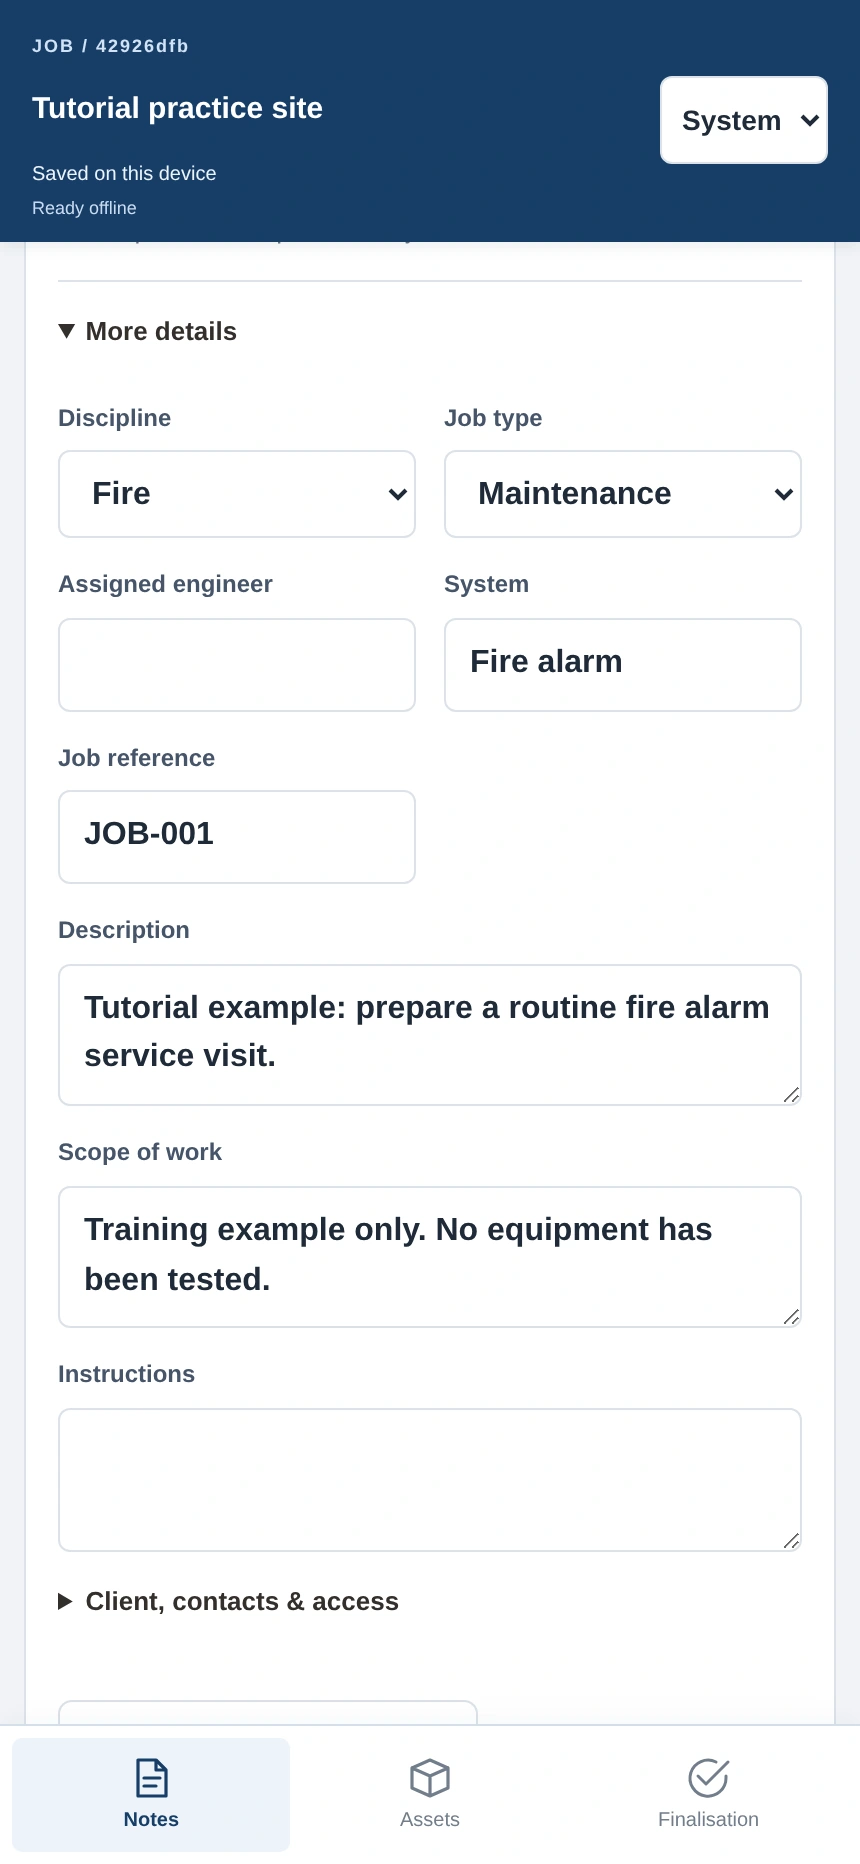 JOB / 42926dfb
Tutorial practice site
System
Saved on this device
Ready offline
More details
Discipline
Job type
Fire
Maintenance
Assigned engineer
System
Fire alarm
Job reference
JOB-001
Description
Tutorial example: prepare a routine fire alarm
service visit.
Scope of work
Training example only. No equipment has
been tested.
Instructions
Client, contacts & access
Notes
Assets
Finalisation